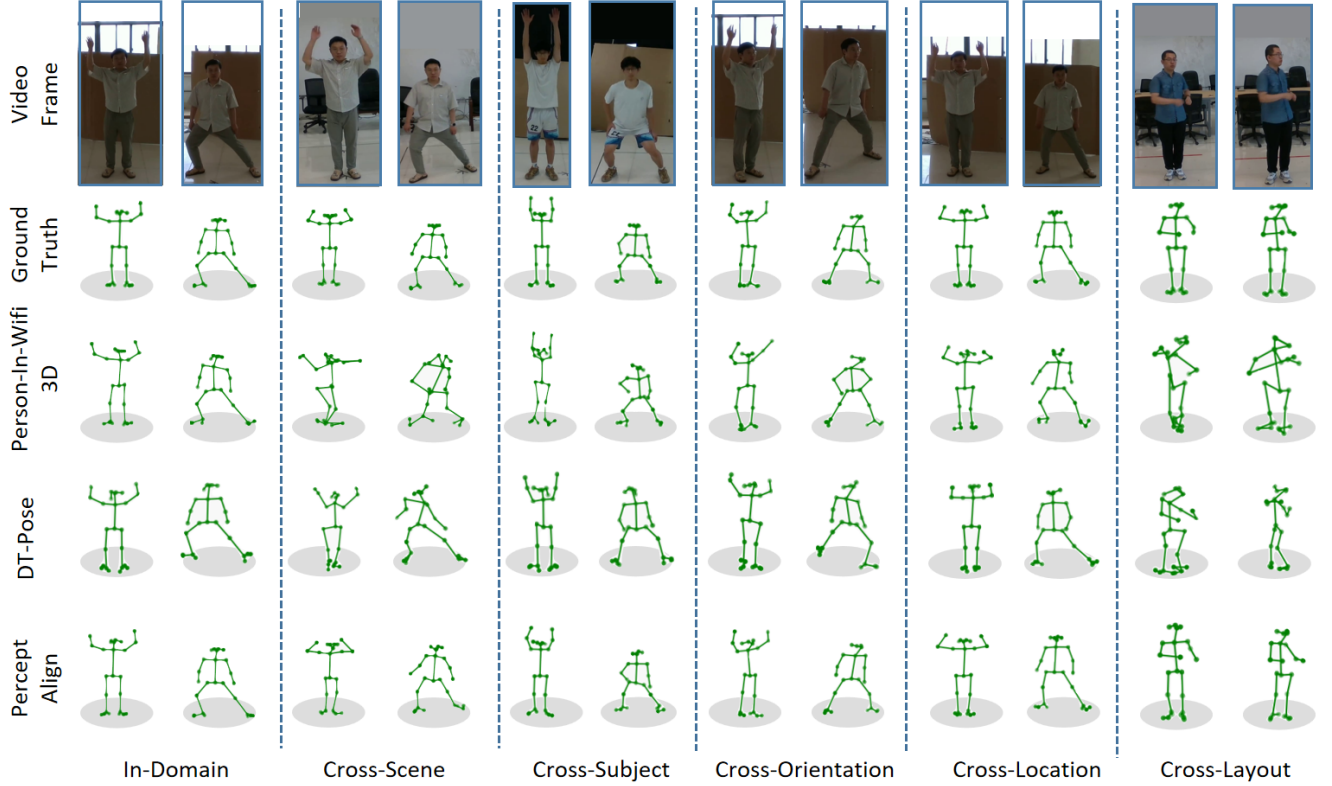 Video
Frame
Ground
Truth
Person-In-Wifi
3D
DT-Pose
Percept
Align
In-Domain
Cross-Scene
Cross-Subject
Cross-Orientation
Cross-Location
Cross-Layout